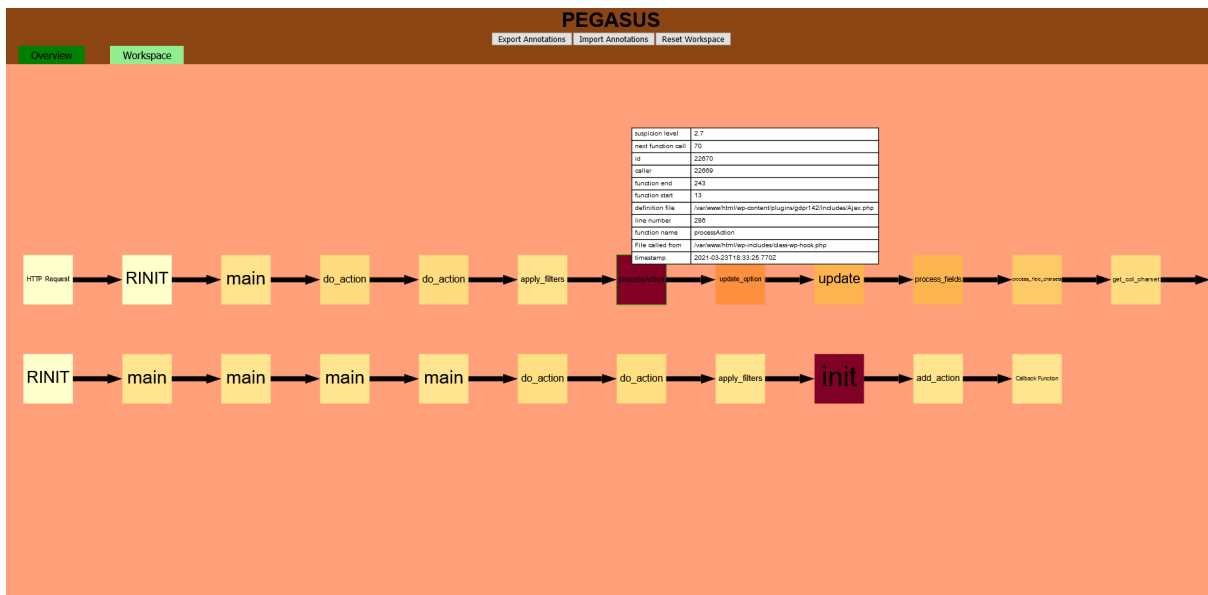 PEGASUS
Export Annotations Import Annotations Reset Workspace
Overview Workspace
suspicion level 2.7
next function call 70
id 22670
caller 22669
function end 243
function start 13
definition file /var/www/html/wp-content/plugins/gdpr142/Includes/Ajax.php
line number 286
function name processAction
File called from /var/www/html/wp-includes/class-wp-hook.php
timestamp 2021-03-23T18:33:25.770Z
HTTP Request RINIT main do_action do_action apply_filters processAction update_option update process_fields process_field_charsets get_col_charset
RINIT main main main main do_action do_action apply_filters init add_action Callback Function